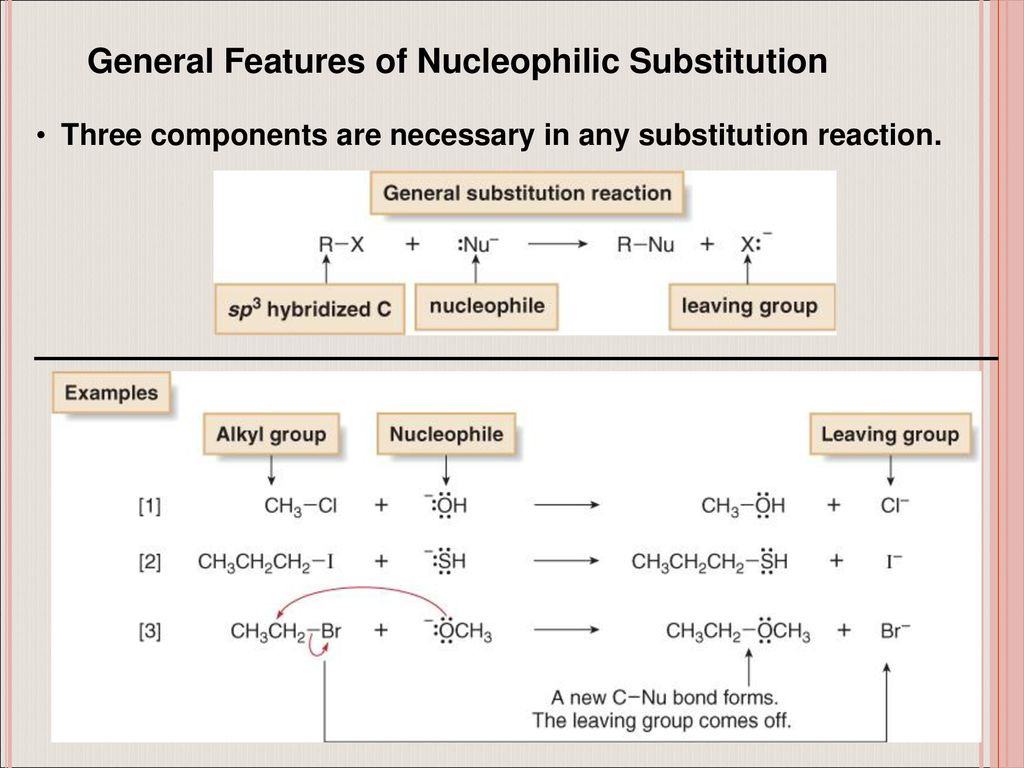 General Features of Nucleophilic Substitution
• Three components are necessary in any substitution reaction.
General substitution reaction
R−X + :Nu⁻ → R−Nu + X:⁻
sp³ hybridized C nucleophile leaving group
Examples
Alkyl group Nucleophile Leaving group
[1] CH₃−Cl + ⁻:ÖH → CH₃−ÖH + Cl⁻
[2] CH₃CH₂CH₂−I + ⁻:S̈H → CH₃CH₂CH₂−S̈H + I⁻
[3] CH₃CH₂−Br + ⁻:ÖCH₃ → CH₃CH₂−ÖCH₃ + Br⁻
A new C−Nu bond forms.
The leaving group comes off.